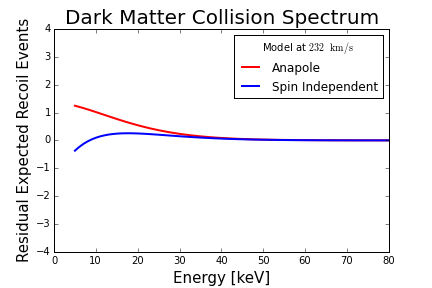 Dark Matter Collision Spectrum
Residual Expected Recoil Events
4
3
2
1
0
−1
−2
−3
−4
Model at 232 km/s
Anapole
Spin Independent
0 10 20 30 40 50 60 70 80
Energy [keV]